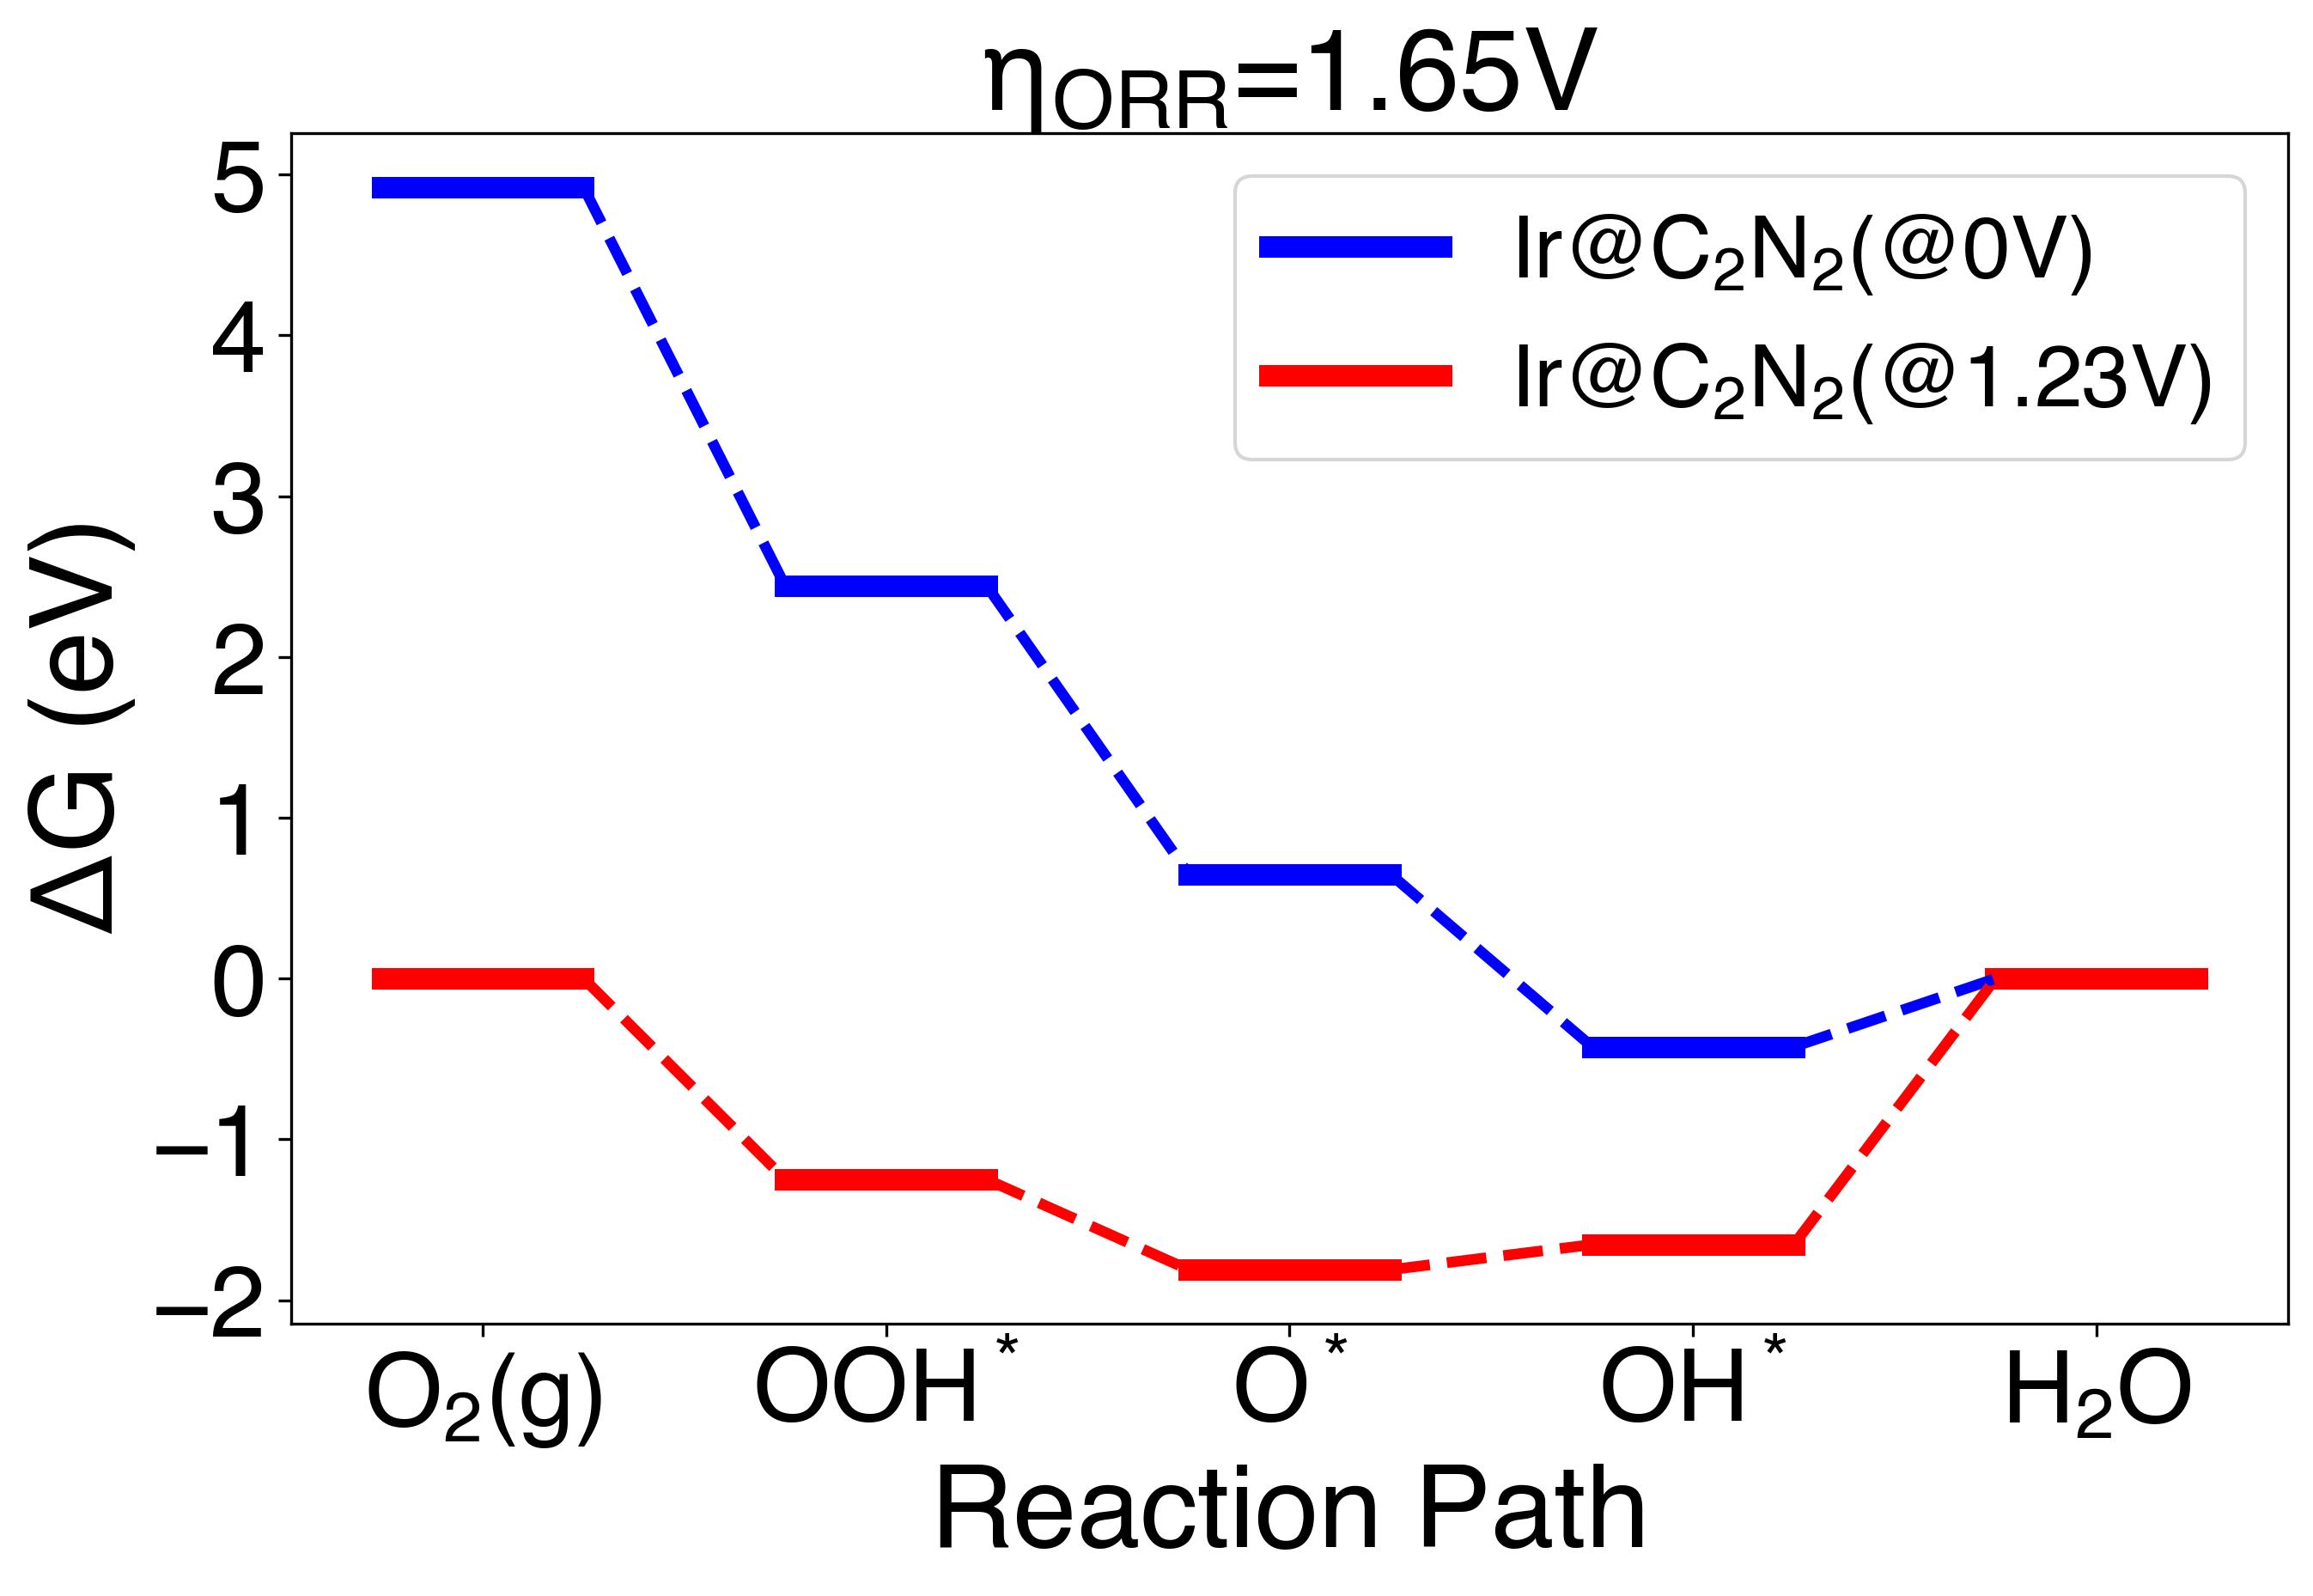 η_ORR=1.65V
Ir@C₂N₂(@0V)
Ir@C₂N₂(@1.23V)
ΔG (eV)
5
4
3
2
1
0
−1
−2
O₂(g) OOH* O* OH* H₂O
Reaction Path